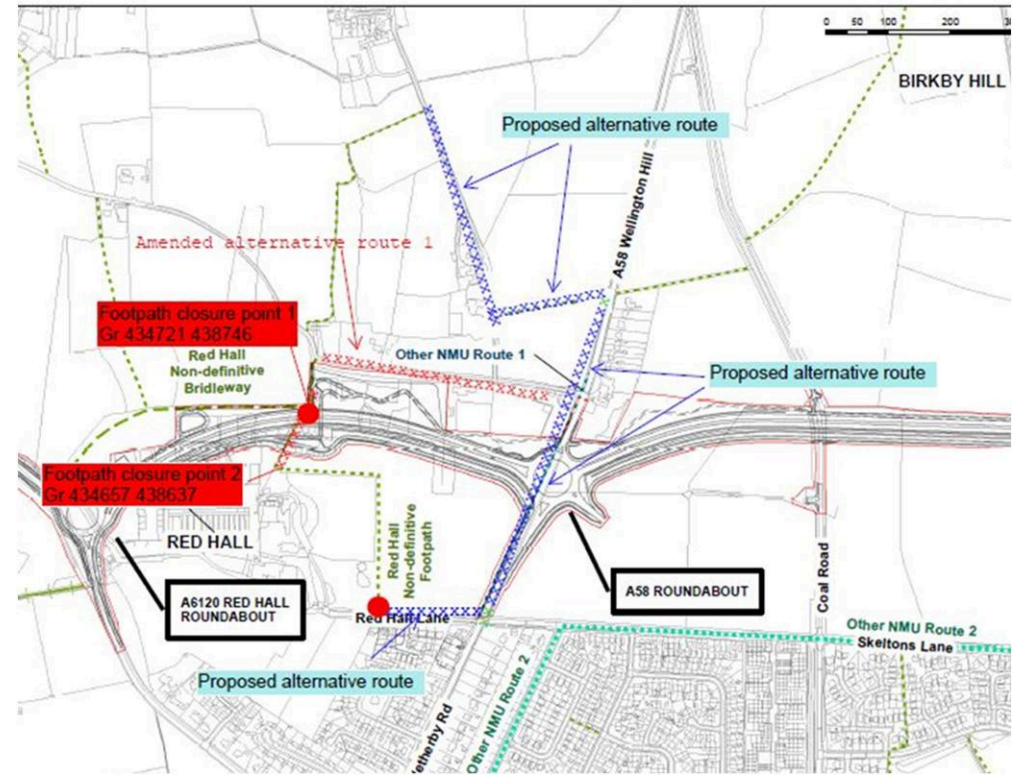 0 50 100 200
BIRKBY HILL
Proposed alternative route
A58 Wellington Hill
Amended alternative route 1
Footpath closure point 1
Gr 434721 438746
Red Hall
Non-definitive
Bridleway
Other NMU Route 1
Proposed alternative route
Footpath closure point 2
Gr 434657 438637
RED HALL
Red Hall
Non-definitive
Footpath
A6120 RED HALL
ROUNDABOUT
A58 ROUNDABOUT
Coal Road
Red Hall Lane
Other NMU Route 2
Skeltons Lane
Proposed alternative route
etherby Rd
Other NMU Route 2